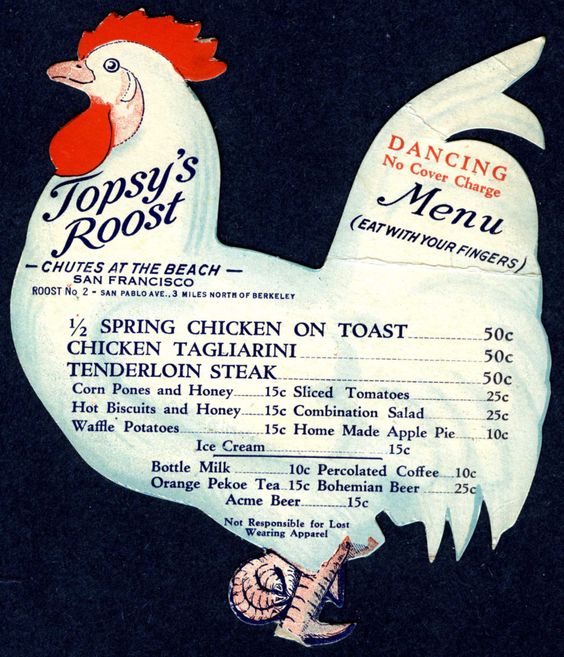 Topsy's
Roost
— CHUTES AT THE BEACH —
SAN FRANCISCO
ROOST No 2 - SAN PABLO AVE., 3 MILES NORTH OF BERKELEY
DANCING
No Cover Charge
Menu
(EAT WITH YOUR FINGERS)
½ SPRING CHICKEN ON TOAST 50c
CHICKEN TAGLIARINI 50c
TENDERLOIN STEAK 50c
Corn Pones and Honey 15c Sliced Tomatoes 25c
Hot Biscuits and Honey 15c Combination Salad 25c
Waffle Potatoes 15c Home Made Apple Pie 10c
Ice Cream 15c
Bottle Milk 10c Percolated Coffee 10c
Orange Pekoe Tea 15c Bohemian Beer 25c
Acme Beer 15c
Not Responsible for Lost
Wearing Apparel